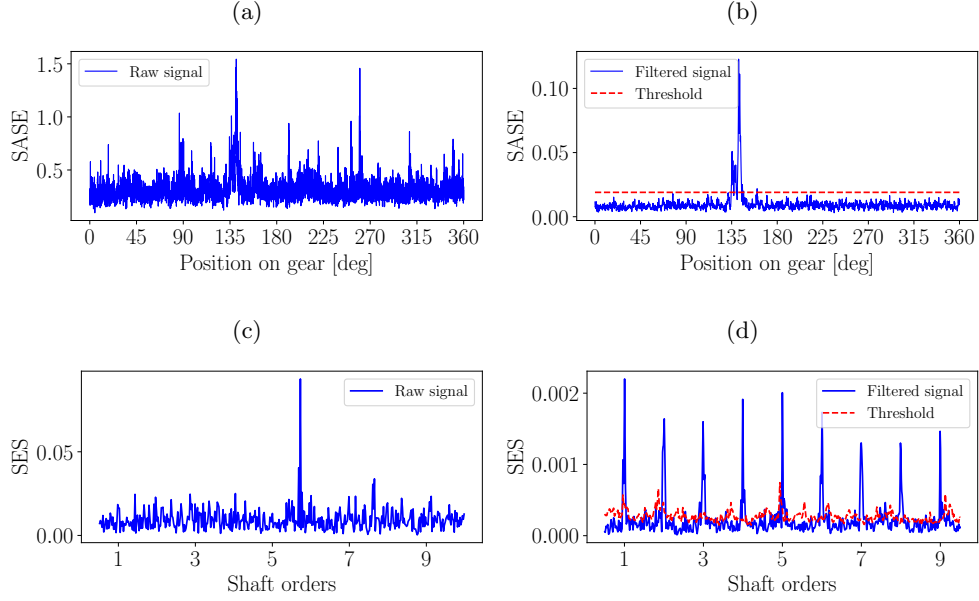 (a)
(b)
SASE
1.5
1.0
0.5
Raw signal
0 45 90 135 180 225 270 315 360
Position on gear [deg]
SASE
0.10
0.05
0.00
Filtered signal
Threshold
0 45 90 135 180 225 270 315 360
Position on gear [deg]
(c)
(d)
SES
0.05
0.00
Raw signal
1 3 5 7 9
Shaft orders
SES
0.002
0.001
0.000
Filtered signal
Threshold
1 3 5 7 9
Shaft orders